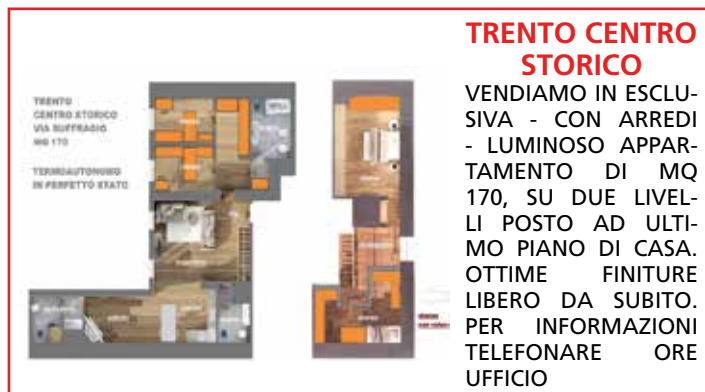 TRENTO
CENTRO STORICO
VIA SUFFRAGIO
MQ 170
TERMOAUTONOMO
IN PERFETTO STATO
TRENTO CENTRO
STORICO
VENDIAMO IN ESCLU-
SIVA - CON ARREDI
- LUMINOSO APPAR-
TAMENTO DI MQ
170, SU DUE LIVEL-
LI POSTO AD ULTI-
MO PIANO DI CASA.
OTTIME FINITURE
LIBERO DA SUBITO.
PER INFORMAZIONI
TELEFONARE ORE
UFFICIO